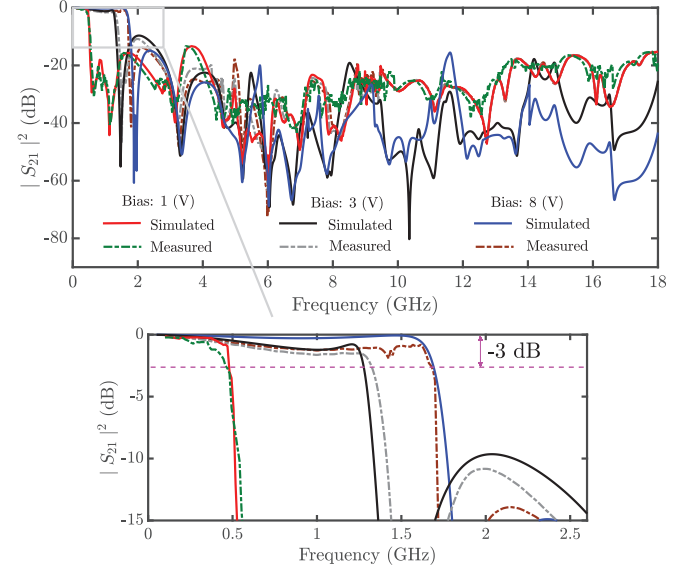 0
-20
-40
-60
-80
| S21 |² (dB)
Bias: 1 (V) Bias: 3 (V) Bias: 8 (V)
Simulated Simulated Simulated
Measured Measured Measured
0 2 4 6 8 10 12 14 16 18
Frequency (GHz)
0
-5
-10
-15
| S21 |² (dB)
-3 dB
0 0.5 1 1.5 2 2.5
Frequency (GHz)